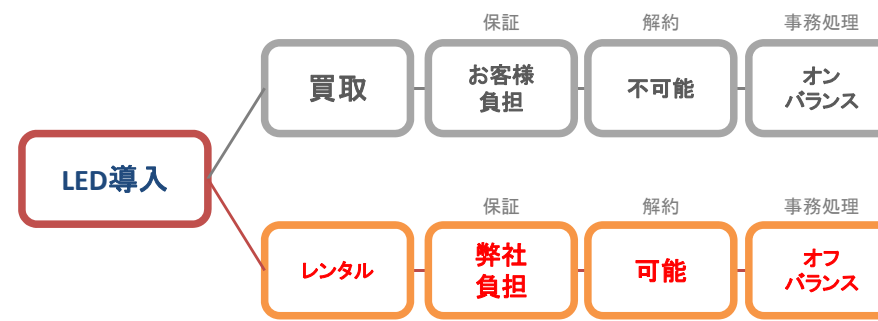 保証
解約
事務処理
買取
お客様
負担
不可能
オン
バランス
LED導入
保証
解約
事務処理
レンタル
弊社
負担
可能
オフ
バランス